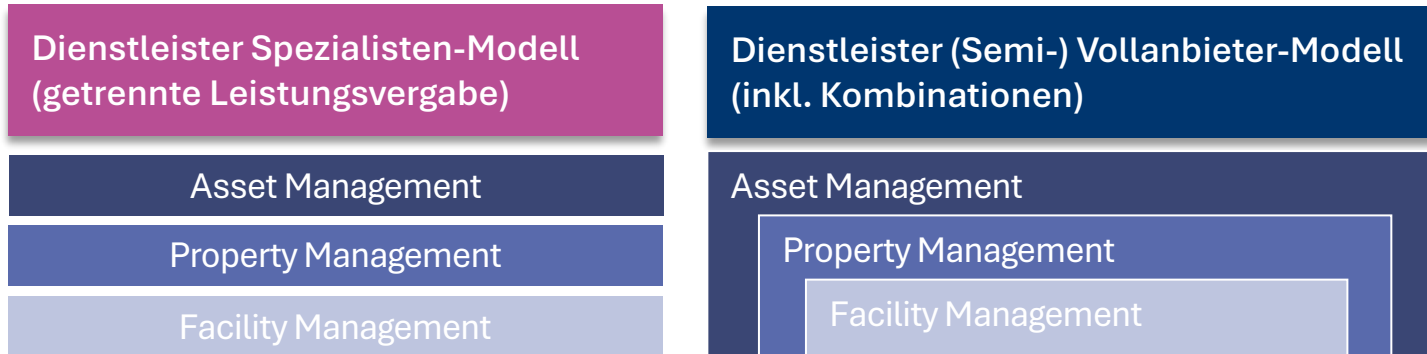 Dienstleister Spezialisten-Modell
(getrennte Leistungsvergabe)
Asset Management
Property Management
Facility Management
Dienstleister (Semi-) Vollanbieter-Modell
(inkl. Kombinationen)
Asset Management
Property Management
Facility Management